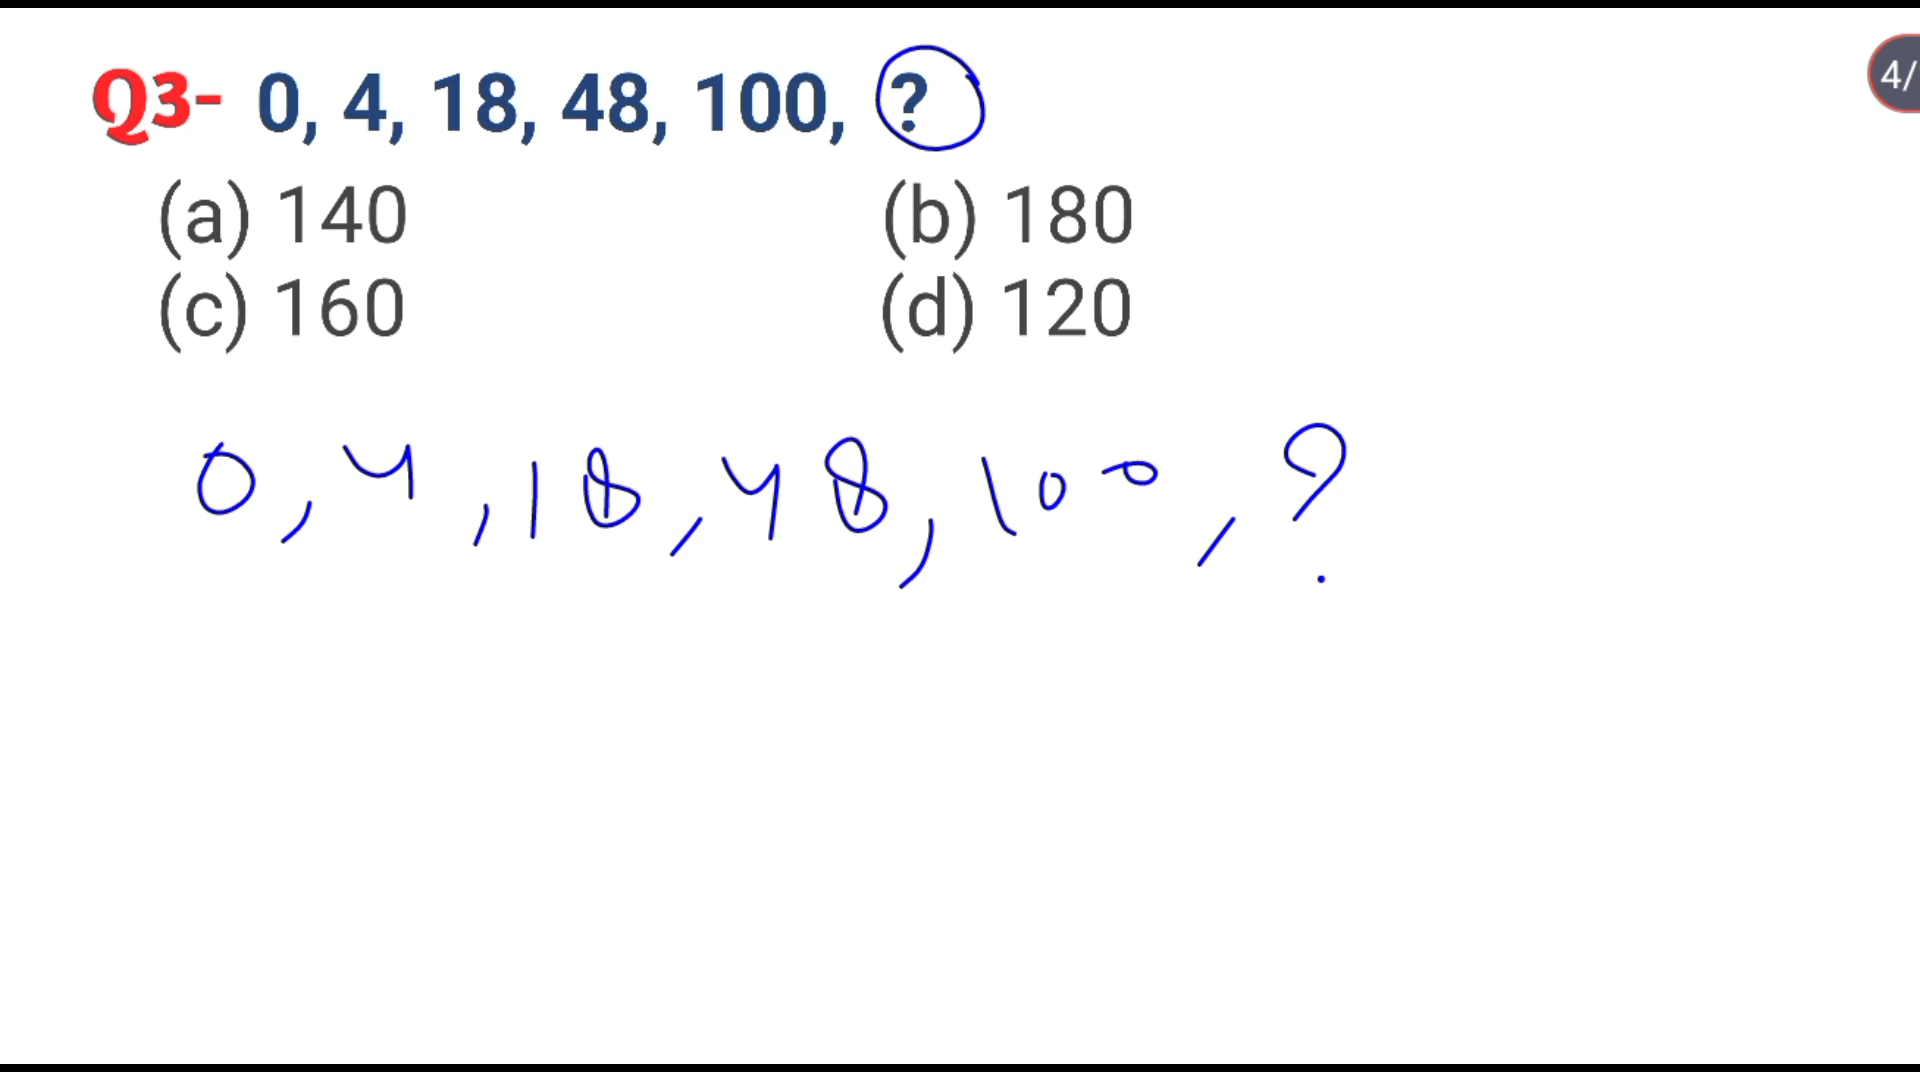 Q3- 0, 4, 18, 48, 100, ?
(a) 140 (b) 180
(c) 160 (d) 120
0, 4, 18, 48, 100, ?
4/